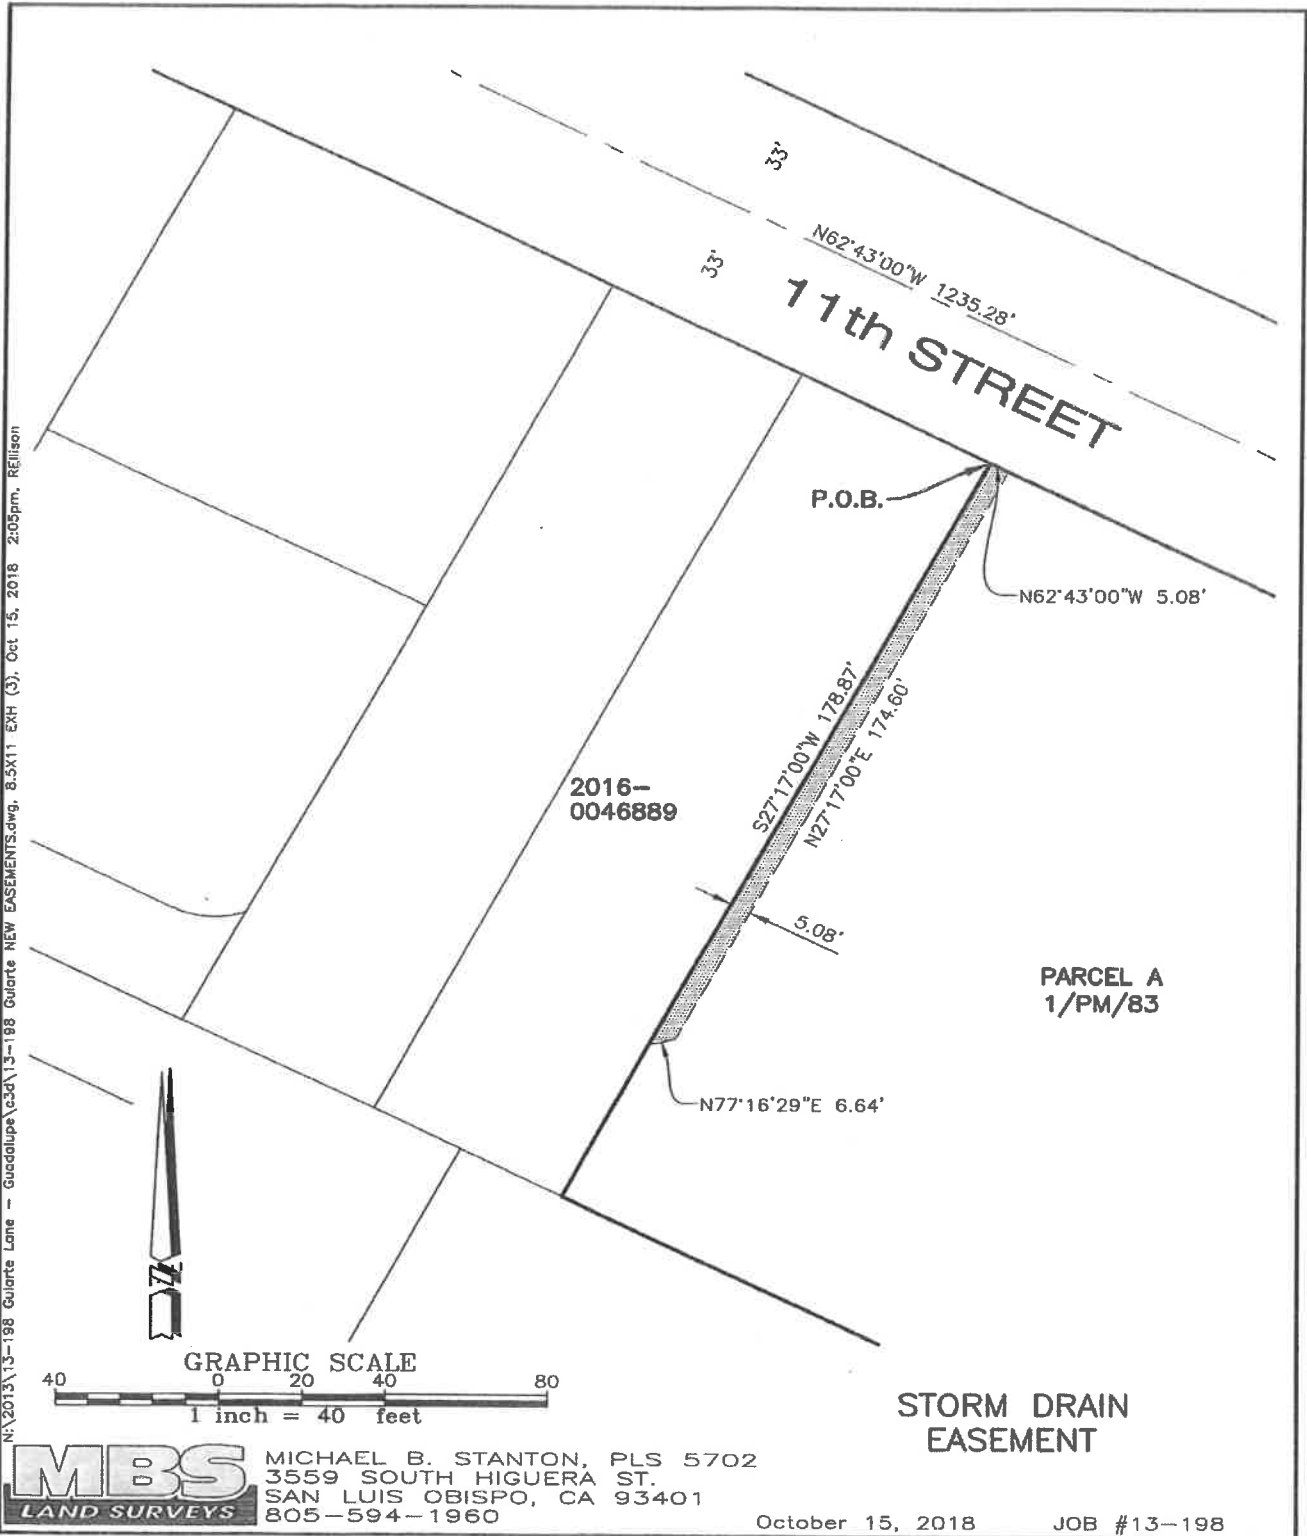 33'
N62°43'00"W 1235.28'
33'
11th STREET
P.O.B.
N62°43'00"W 5.08'
S27°17'00"W 178.87'
N27°17'00"E 174.60'
2016-
0046889
5.08'
PARCEL A
1/PM/83
N77°16'29"E 6.64'
N
GRAPHIC SCALE
40 0 20 40 80
1 inch = 40 feet
STORM DRAIN
EASEMENT
MBS
LAND SURVEYS
MICHAEL B. STANTON, PLS 5702
3559 SOUTH HIGUERA ST.
SAN LUIS OBISPO, CA 93401
805-594-1960
October 15, 2018 JOB #13-198
N:\2013\13-198 Gularte Lane - Guadalupe\c3d\13-198 Gularte NEW EASEMENTS.dwg, 8.5X11 EXH (3), Oct 15, 2018 2:05pm, REllison